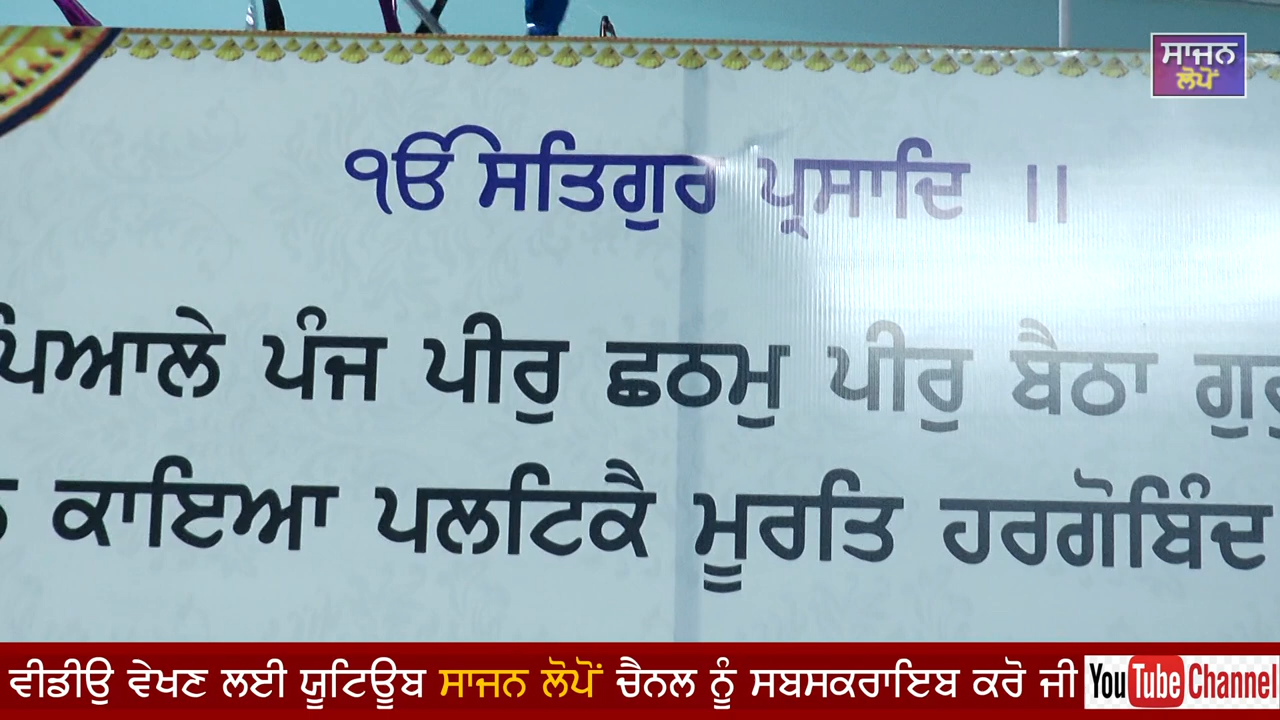 ਸਾਜਨ
ਲੋਪੋਂ
ੴ ਸਤਿਗੁਰ ਪ੍ਰਸਾਦਿ ।।
ਪਿਆਲੇ ਪੰਜ ਪੀਰੁ ਛਠਮੁ ਪੀਰੁ ਬੈਠਾ
ਕਾਇਆ ਪਲਟਿਕੈ ਮੂਰਤਿ ਹਰਗੋਬਿੰਦ
ਵੀਡੀਉ ਵੇਖਣ ਲਈ ਯੂਟਿਊਬ ਸਾਜਨ ਲੋਪੋਂ ਚੈਨਲ ਨੂੰ ਸਬਸਕਰਾਇਬ ਕਰੋ ਜੀ YouTube Channel